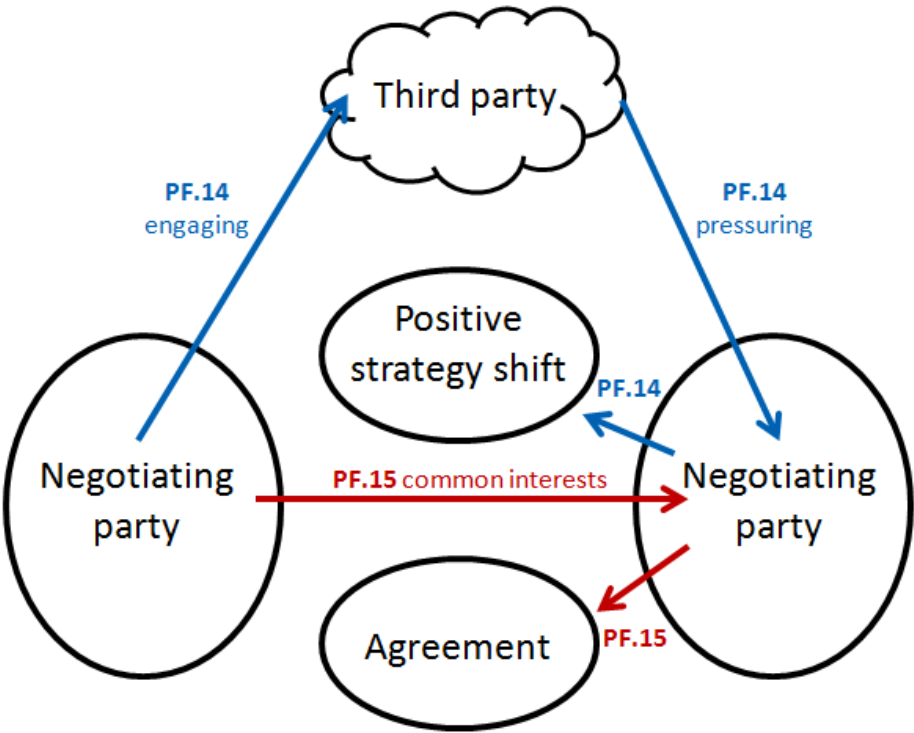 Third party
PF.14
engaging
PF.14
pressuring
Positive
strategy shift
PF.14
Negotiating
party
PF.15 common interests
Negotiating
party
Agreement
PF.15